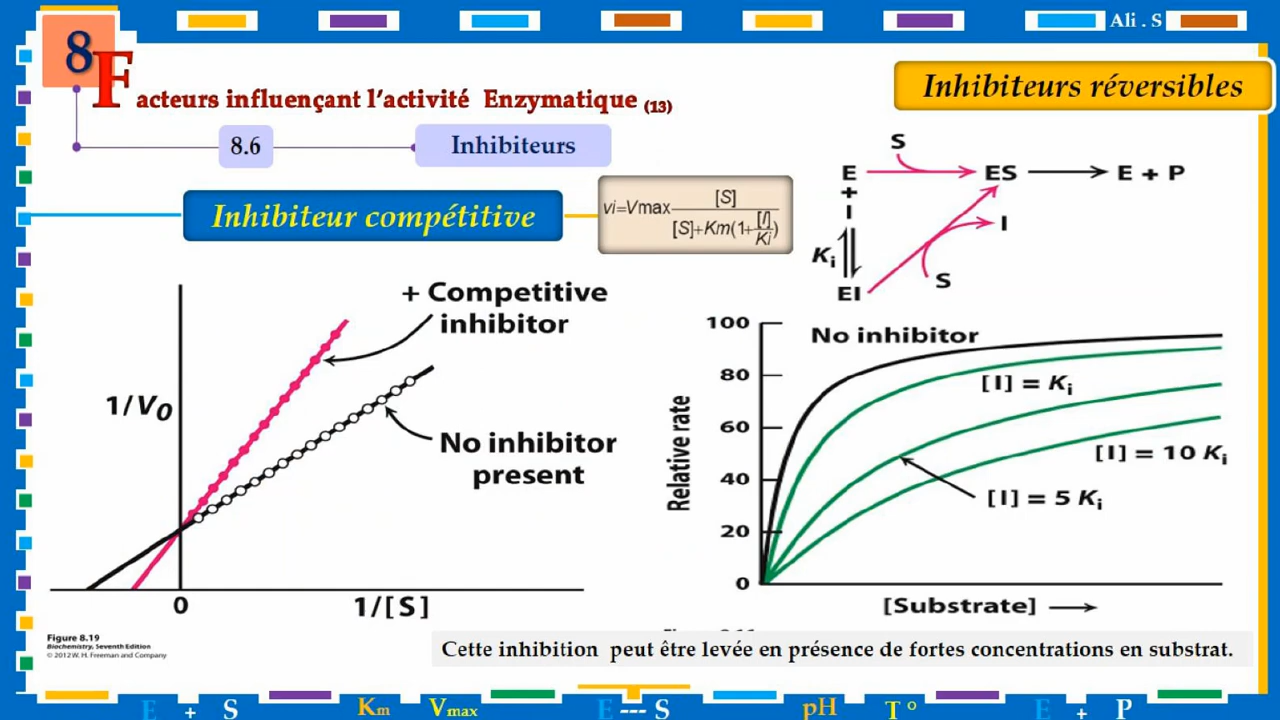 Ali . S
8
Facteurs influençant l'activité Enzymatique (13)
Inhibiteurs réversibles
8.6
Inhibiteurs
Inhibiteur compétitive
vi=Vmax [S] / [S]+Km(1+[I]/Ki)
S
E
ES
E + P
+
I
I
Ki
S
EI
+ Competitive
inhibitor
1/V0
No inhibitor
present
0
1/[S]
100
80
60
40
20
0
Relative rate
No inhibitor
[I] = Ki
[I] = 10 Ki
[I] = 5 Ki
[Substrate]
Figure 8.19
Biochemistry, Seventh Edition
© 2012 W. H. Freeman and Company
Cette inhibition peut être levée en présence de fortes concentrations en substrat.
E + S Km Vmax E --- S pH T° E + P